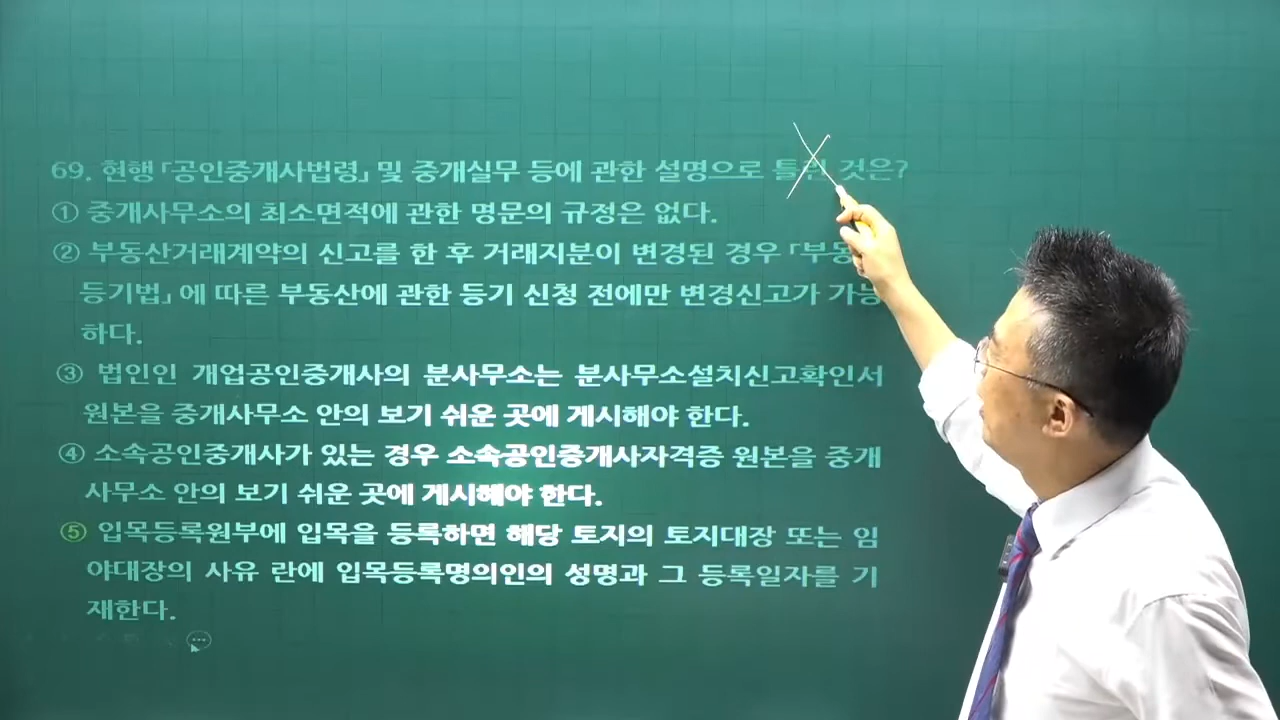 69. 현행 「공인중개사법령」 및 중개실무 등에 관한 설명으로 틀린 것은?
① 중개사무소의 최소면적에 관한 명문의 규정은 없다.
② 부동산거래계약의 신고를 한 후 거래지분이 변경된 경우 「부동
등기법」에 따른 부동산에 관한 등기 신청 전에만 변경신고가 가능
하다.
③ 법인인 개업공인중개사의 분사무소는 분사무소설치신고확인서
원본을 중개사무소 안의 보기 쉬운 곳에 게시해야 한다.
④ 소속공인중개사가 있는 경우 소속공인중개사자격증 원본을 중개
사무소 안의 보기 쉬운 곳에 게시해야 한다.
⑤ 입목등록원부에 입목을 등록하면 해당 토지의 토지대장 또는 임
야대장의 사유 란에 입목등록명의인의 성명과 그 등록일자를 기
재한다.